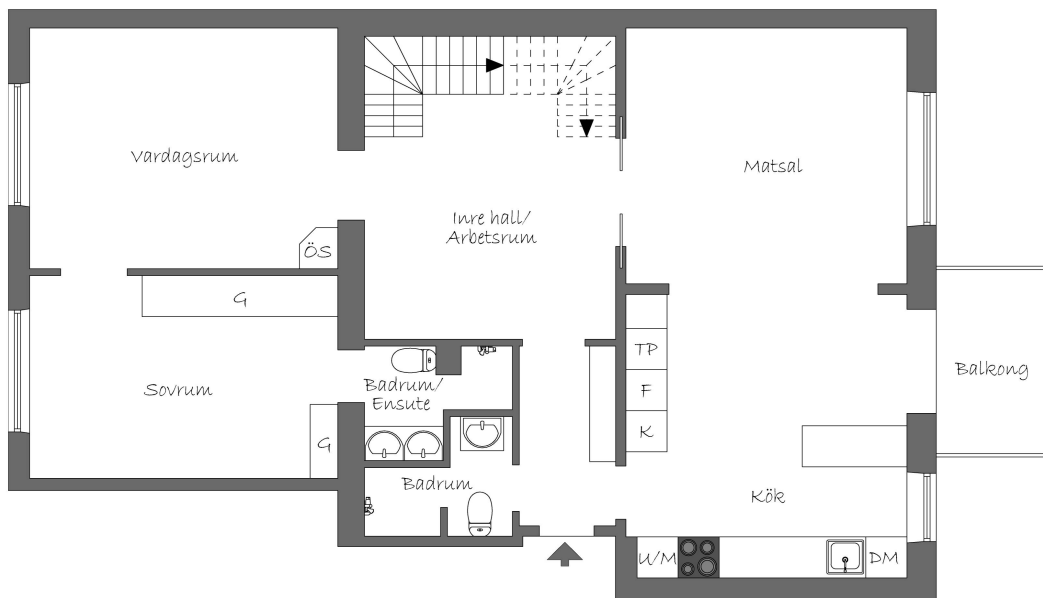 Vardagsrum
Matsal
Inre hall/
Arbetsrum
ÖS
G
TP
Badrum/
Ensute
Balkong
Sovrum
F
G
K
Badrum
Kök
W/M
DM